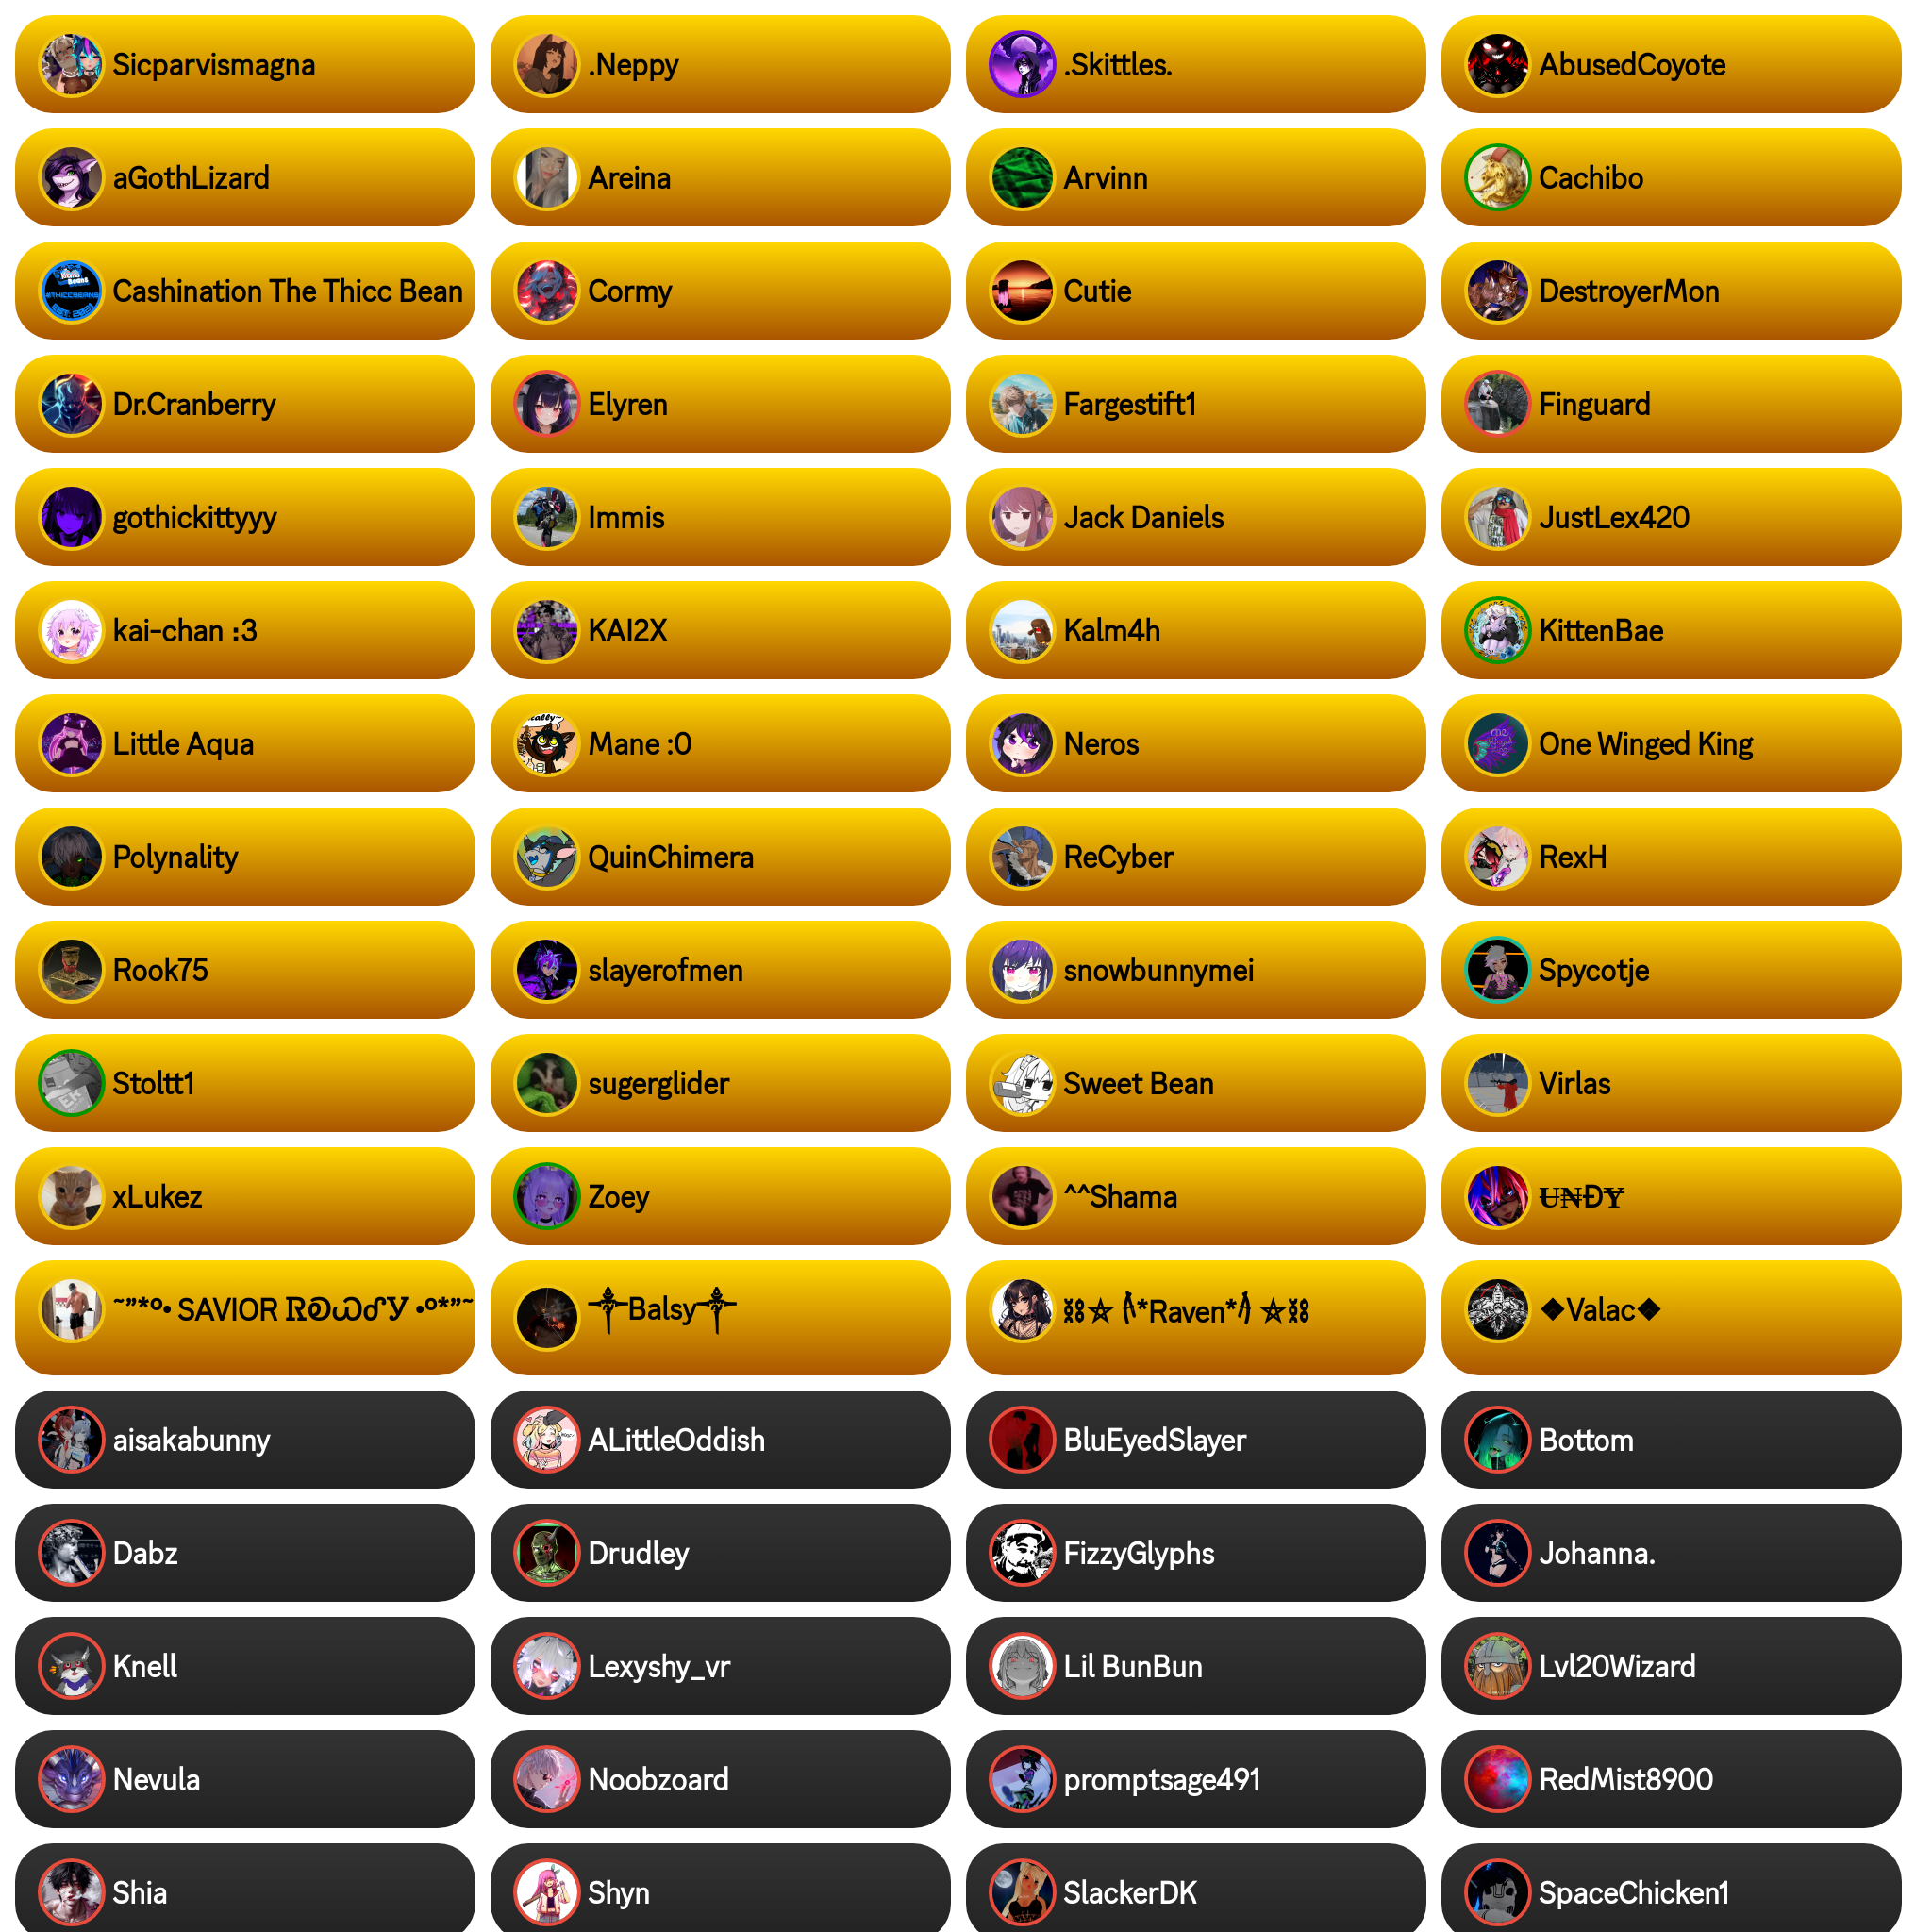 Sicparvismagna
.Neppy
.Skittles.
AbusedCoyote
aGothLizard
Areina
Arvinn
Cachibo
Cashination The Thicc Bean
Cormy
Cutie
DestroyerMon
Dr.Cranberry
Elyren
Fargestift1
Finguard
gothickittyyy
Immis
Jack Daniels
JustLex420
kai-chan :3
KAI2X
Kalm4h
KittenBae
Little Aqua
Mane :0
Neros
One Winged King
Polynality
QuinChimera
ReCyber
RexH
Rook75
slayerofmen
snowbunnymei
Spycotje
Stoltt1
sugerglider
Sweet Bean
Virlas
xLukez
Zoey
^^Shama
U̶N̶ĐY̶
~”*°• SAVIOR ᏒᎧᎧᎴᎩ •°*”~
༒Balsy༒
⛓⛤ *Raven* ⛤⛓
◆Valac◆
aisakabunny
ALittleOddish
BluEyedSlayer
Bottom
Dabz
Drudley
FizzyGlyphs
Johanna.
Knell
Lexyshy_vr
Lil BunBun
Lvl20Wizard
Nevula
Noobzoard
promptsage491
RedMist8900
Shia
Shyn
SlackerDK
SpaceChicken1